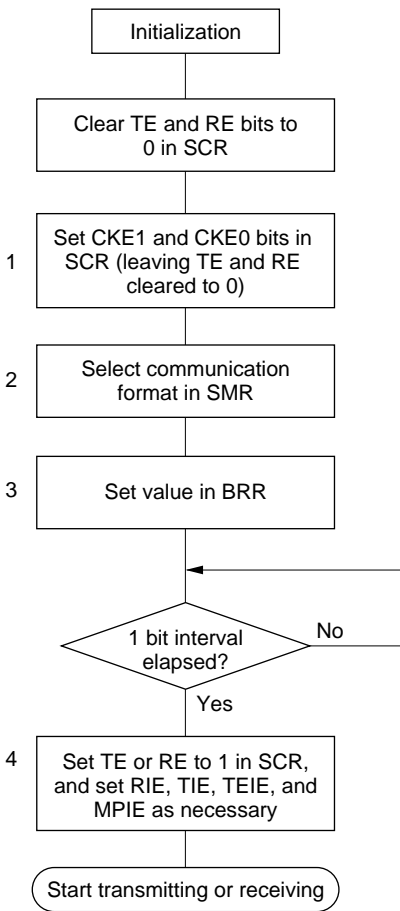 Initialization
Clear TE and RE bits to
0 in SCR
1
Set CKE1 and CKE0 bits in
SCR (leaving TE and RE
cleared to 0)
2
Select communication
format in SMR
3
Set value in BRR
1 bit interval
elapsed?
No
Yes
4
Set TE or RE to 1 in SCR,
and set RIE, TIE, TEIE, and
MPIE as necessary
Start transmitting or receiving